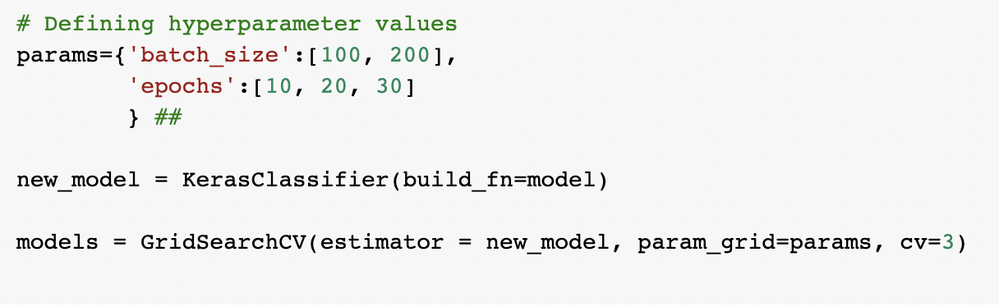 # Defining hyperparameter values
params={'batch_size':[100, 200],
        'epochs':[10, 20, 30]
        } ##
new_model = KerasClassifier(build_fn=model)
models = GridSearchCV(estimator = new_model, param_grid=params, cv=3)